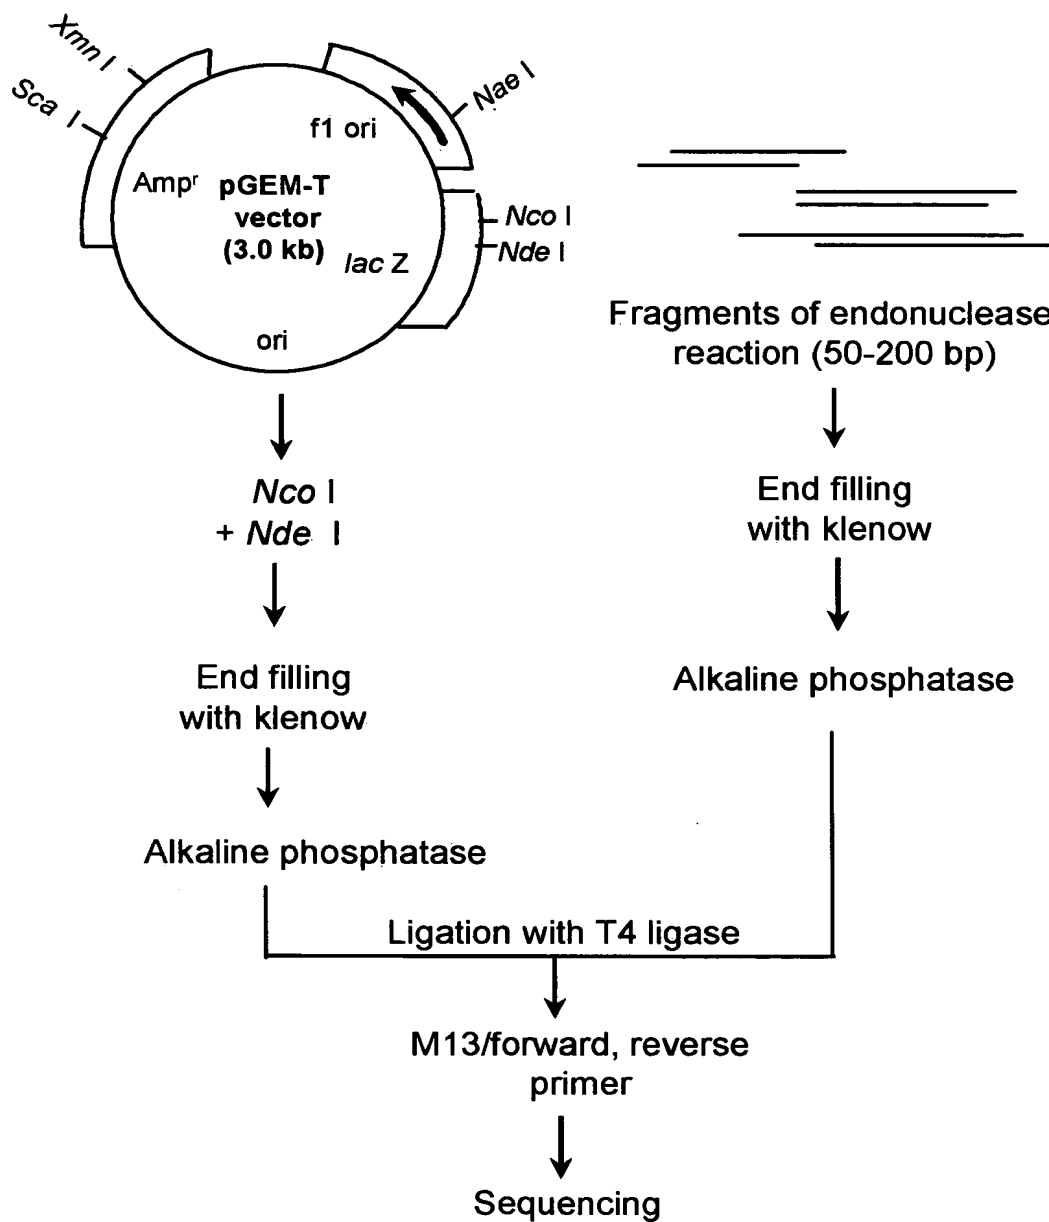 Xmn I
Sca I
Nae I
f1 ori
Ampʳ
pGEM-T
vector
(3.0 kb)
Nco I
Nde I
lac Z
ori
Fragments of endonuclease
reaction (50-200 bp)
Nco I
+ Nde I
End filling
with klenow
End filling
with klenow
Alkaline phosphatase
Alkaline phosphatase
Ligation with T4 ligase
M13/forward, reverse
primer
Sequencing